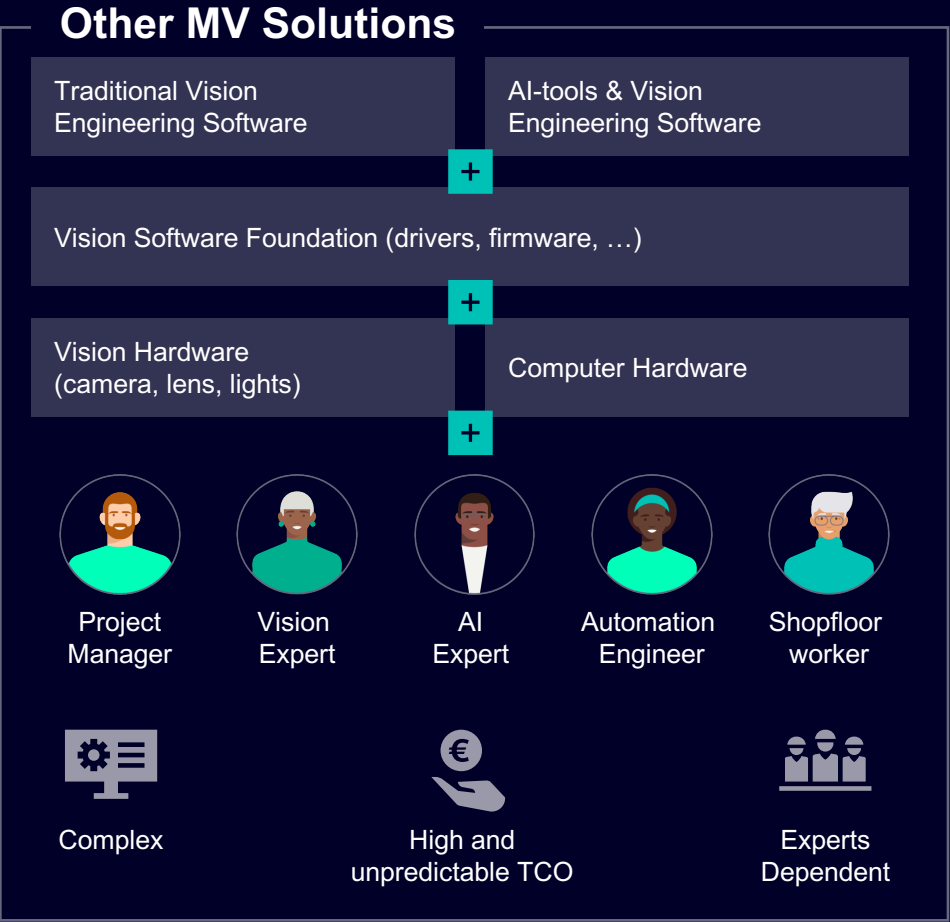 Other MV Solutions
Traditional Vision
Engineering Software
AI-tools & Vision
Engineering Software
+
Vision Software Foundation (drivers, firmware, …)
+
Vision Hardware
(camera, lens, lights)
Computer Hardware
+
Project
Manager
Vision
Expert
AI
Expert
Automation
Engineer
Shopfloor
worker
€
Complex
High and
unpredictable TCO
Experts
Dependent